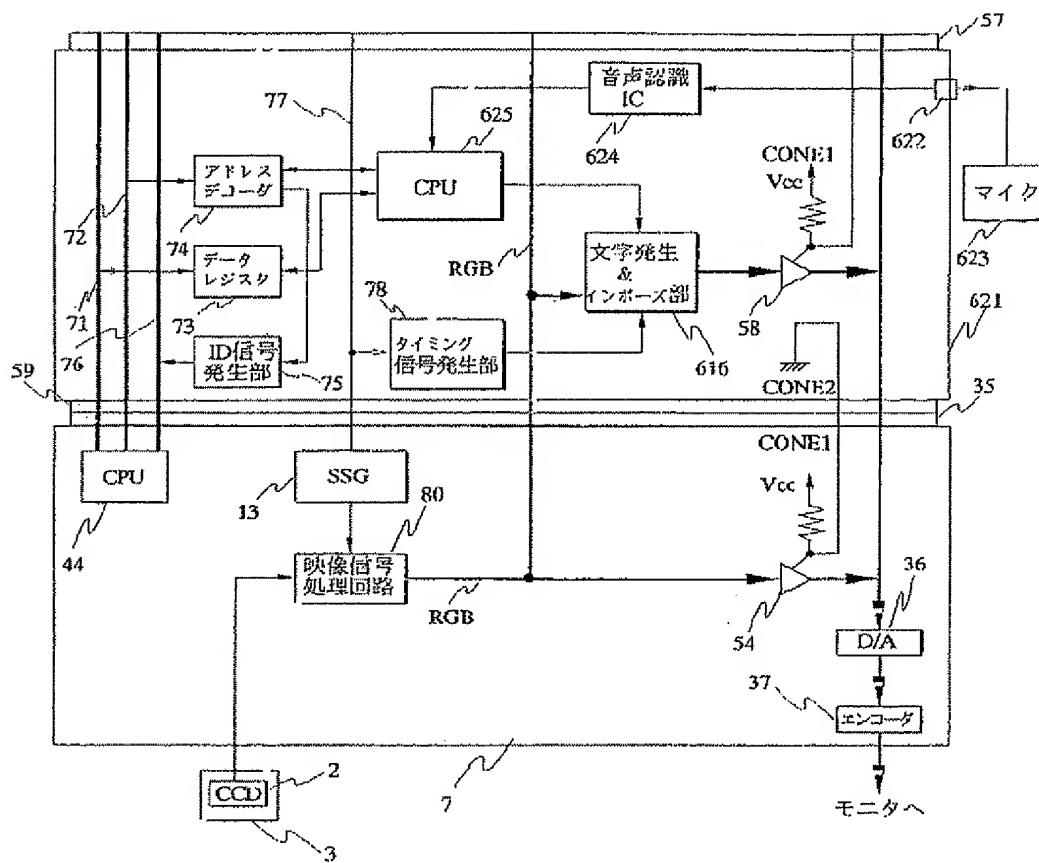 57
音声認識
IC
624
622
77
625
CONE1
Vcc
マイク
623
アドレス
デコーダ
74
CPU
72
データ
レジスタ
73
71
RGB
文字発生
&
インポーズ部
616
58
621
78
タイミング
信号発生部
76
ID信号
発生部
75
59
CONE2
35
CPU
44
SSG
13
CONE1
Vcc
80
映像信号
処理回路
RGB
54
36
D/A
37
エンコーダ
2
CCD
3
7
モニタへ